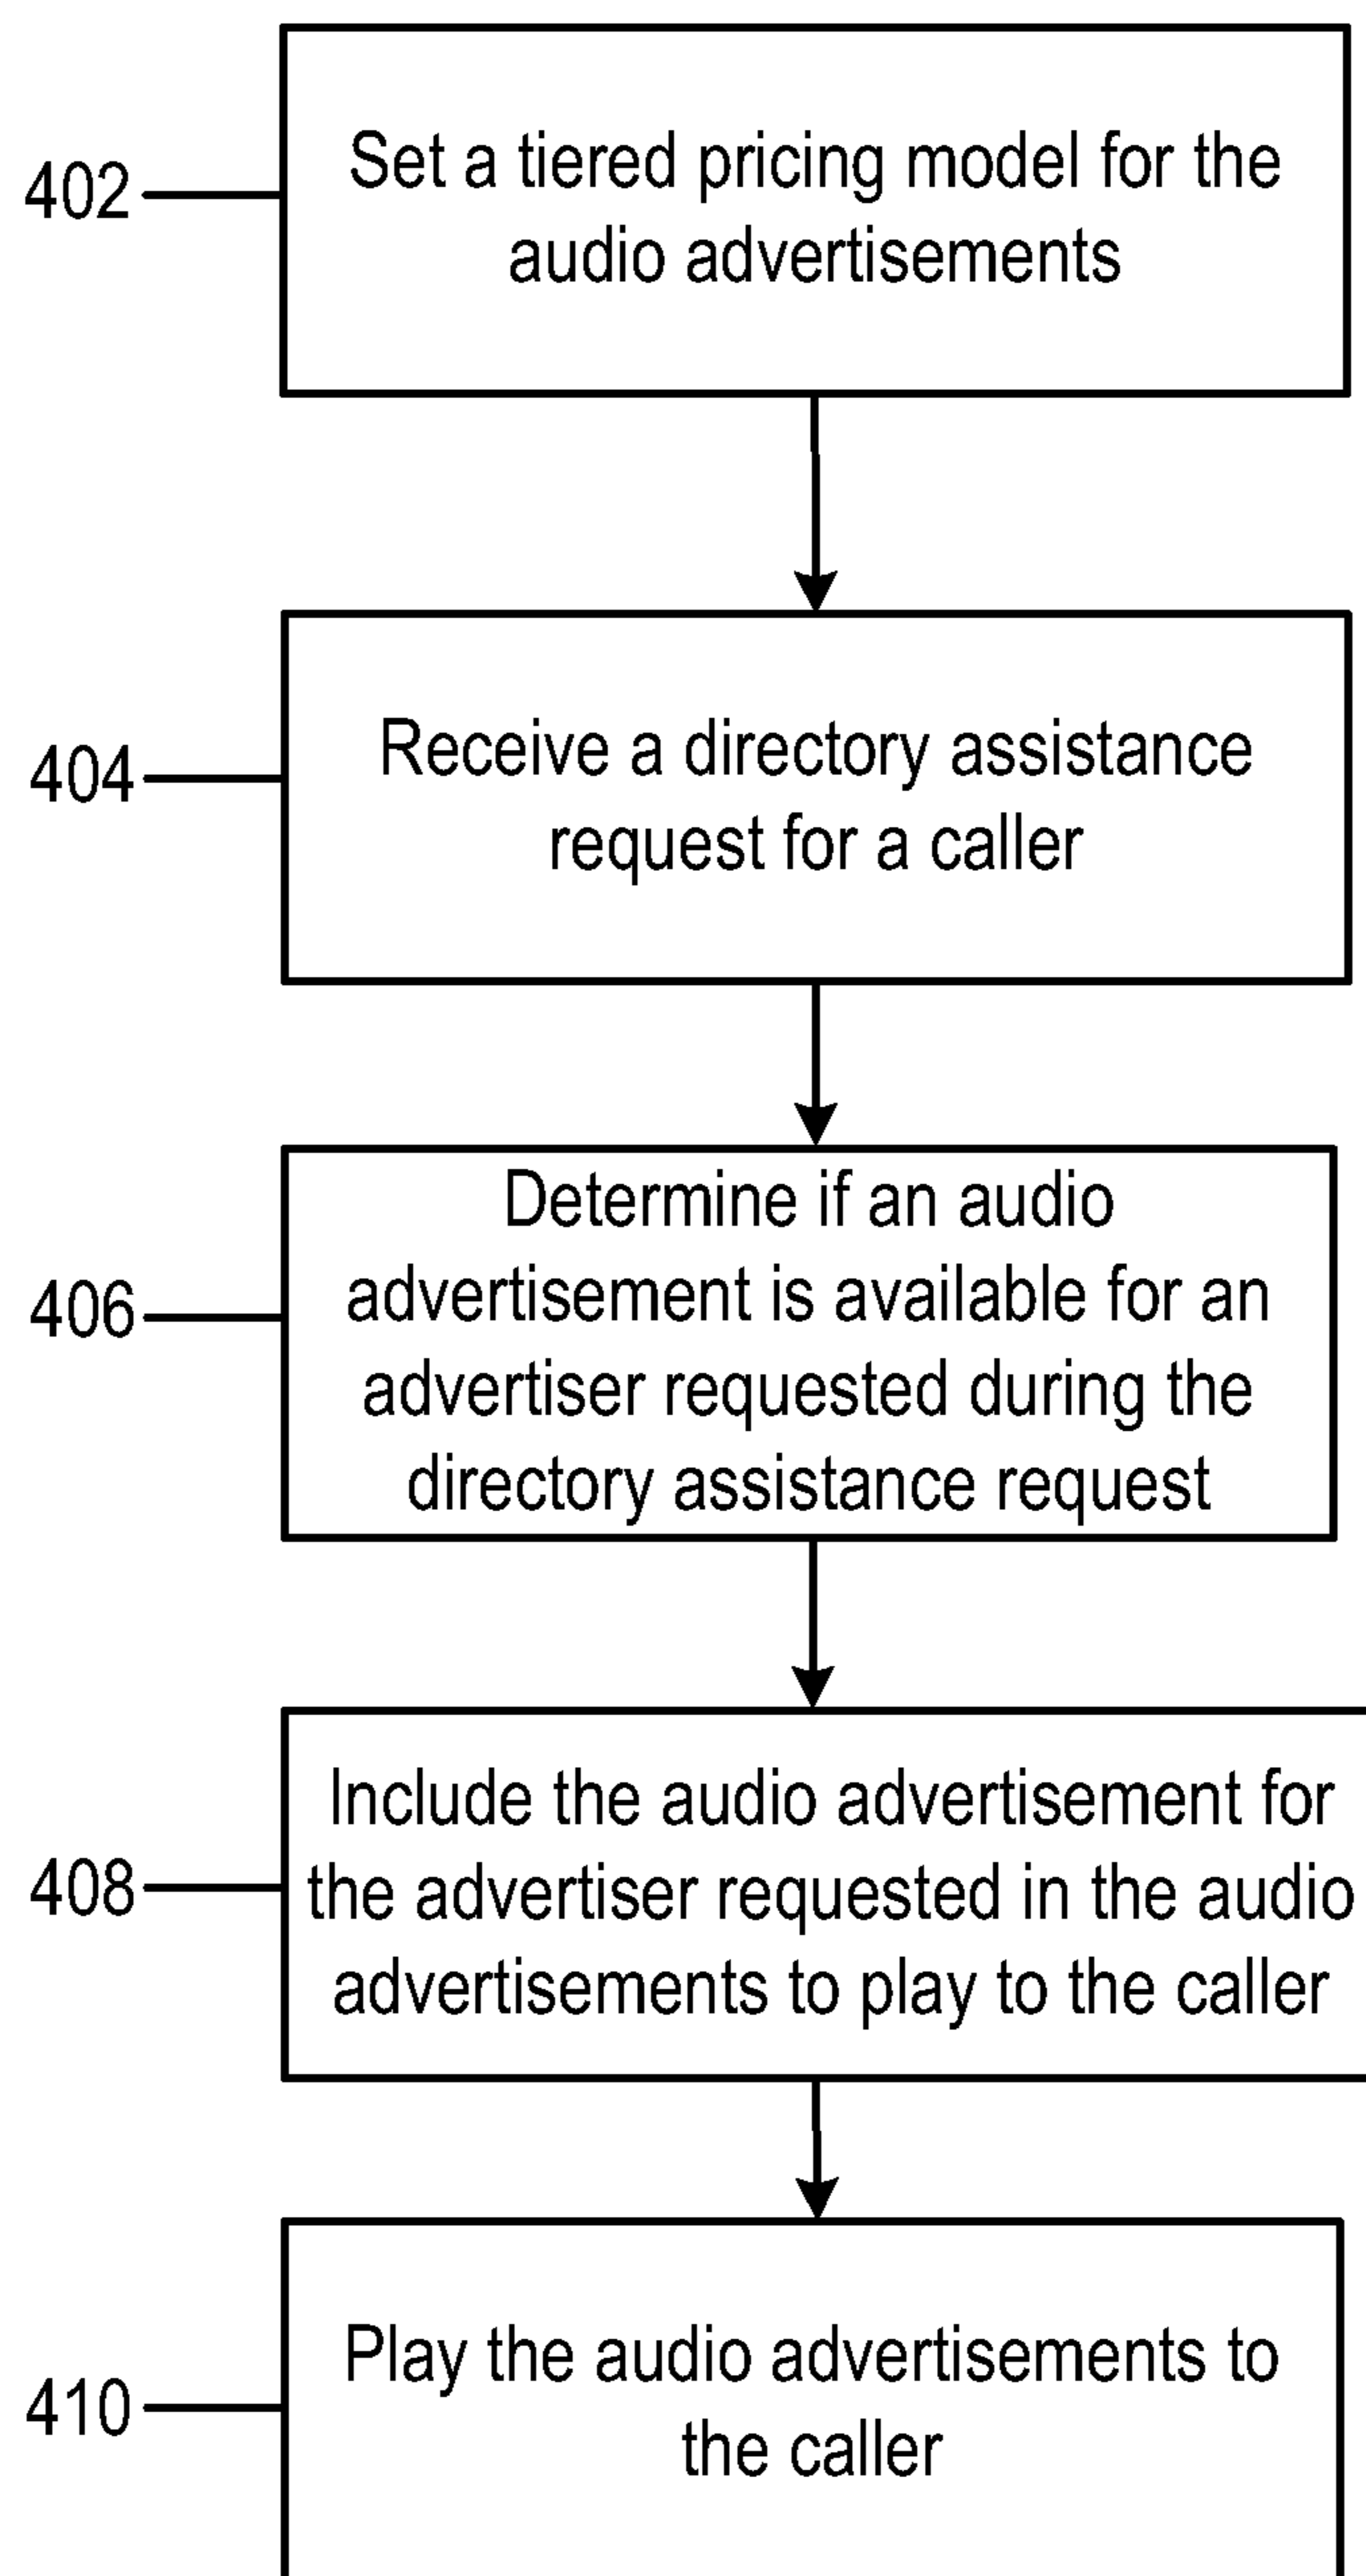 402
Set a tiered pricing model for the
audio advertisements
404
Receive a directory assistance
request for a caller
406
Determine if an audio
advertisement is available for an
advertiser requested during the
directory assistance request
408
Include the audio advertisement for
the advertiser requested in the audio
advertisements to play to the caller
410
Play the audio advertisements to
the caller